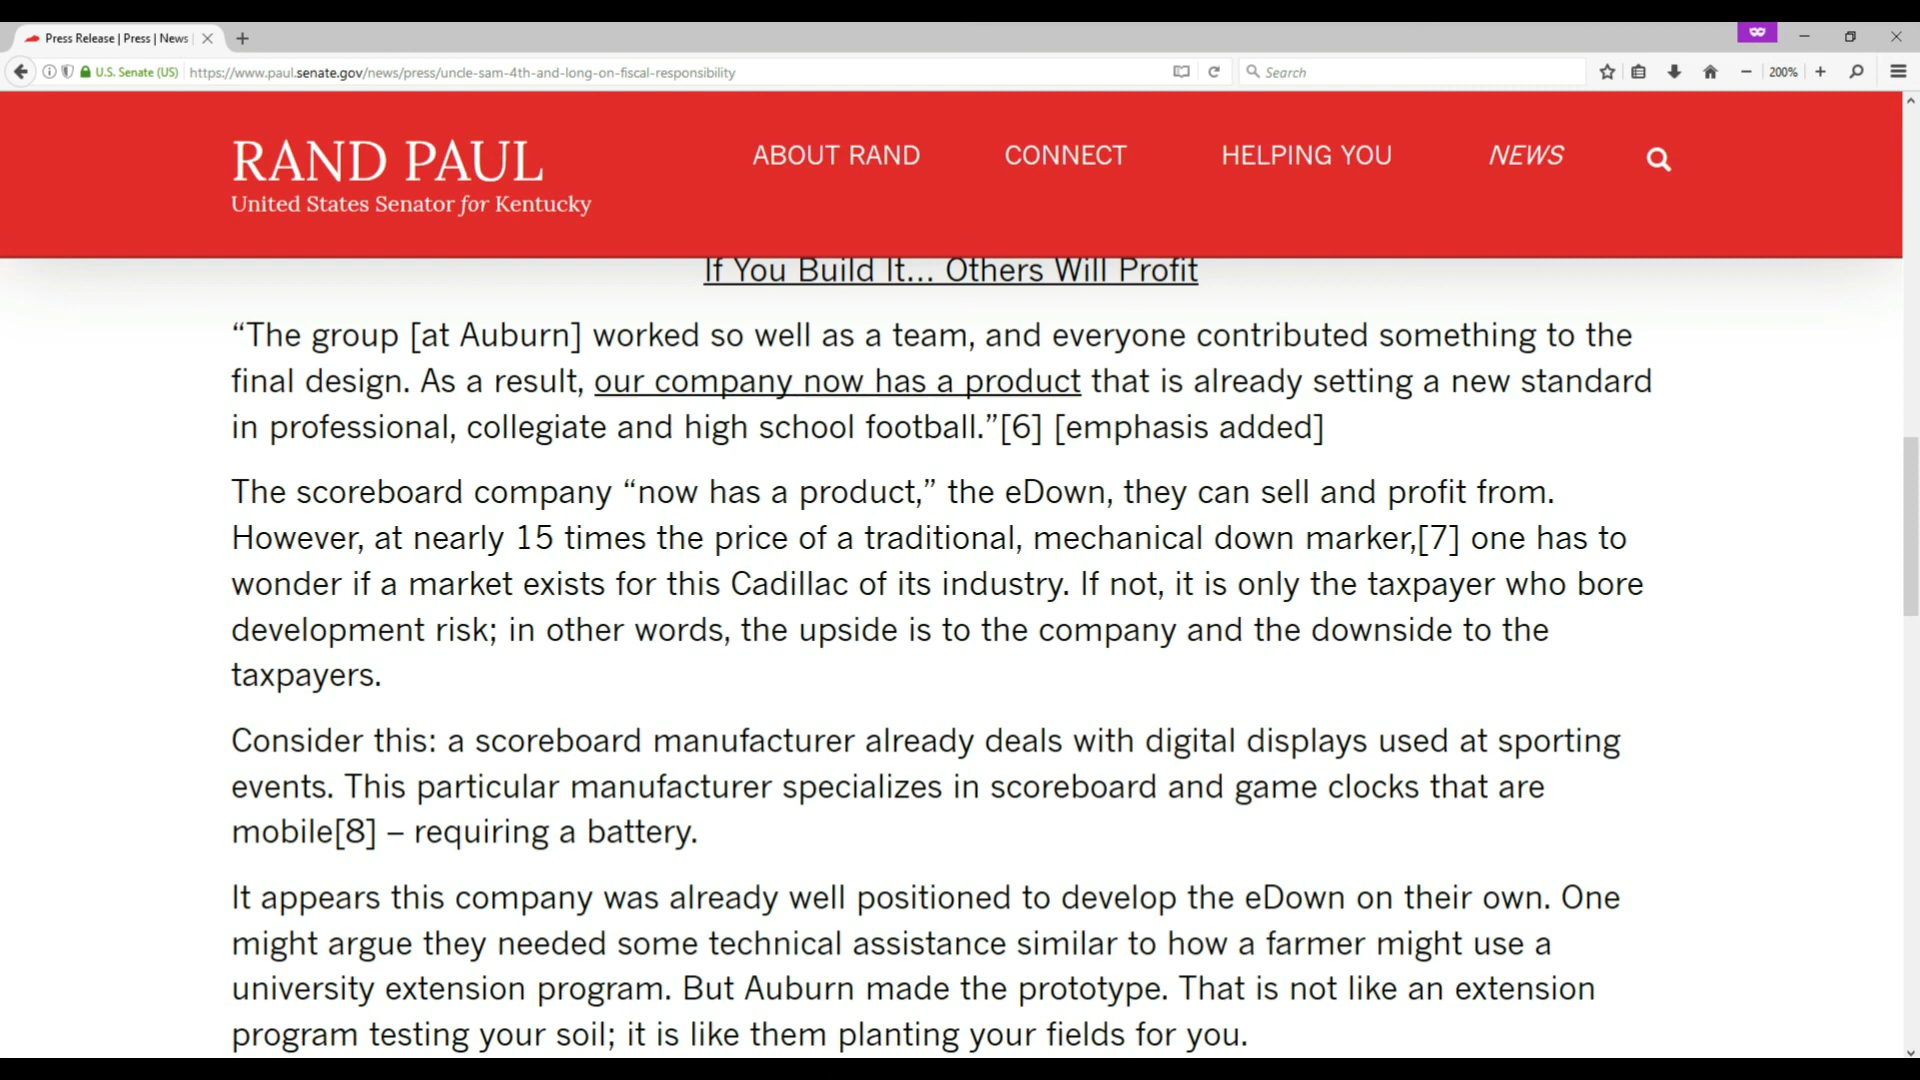 Press Release | Press | News
U.S. Senate (US)
https://www.paul.senate.gov/news/press/uncle-sam-4th-and-long-on-fiscal-responsibility
Search
200%
RAND PAUL
United States Senator for Kentucky
ABOUT RAND
CONNECT
HELPING YOU
NEWS
If You Build It... Others Will Profit
“The group [at Auburn] worked so well as a team, and everyone contributed something to the
final design. As a result, our company now has a product that is already setting a new standard
in professional, collegiate and high school football.”[6] [emphasis added]
The scoreboard company “now has a product,” the eDown, they can sell and profit from.
However, at nearly 15 times the price of a traditional, mechanical down marker,[7] one has to
wonder if a market exists for this Cadillac of its industry. If not, it is only the taxpayer who bore
development risk; in other words, the upside is to the company and the downside to the
taxpayers.
Consider this: a scoreboard manufacturer already deals with digital displays used at sporting
events. This particular manufacturer specializes in scoreboard and game clocks that are
mobile[8] – requiring a battery.
It appears this company was already well positioned to develop the eDown on their own. One
might argue they needed some technical assistance similar to how a farmer might use a
university extension program. But Auburn made the prototype. That is not like an extension
program testing your soil; it is like them planting your fields for you.